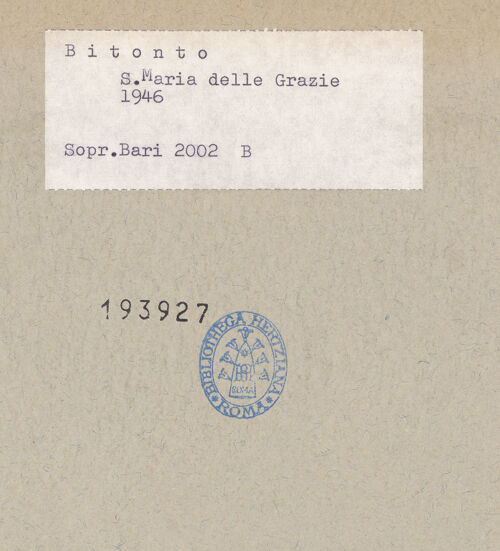 B i t o n t o
S.Maria delle Grazie
1946
Sopr.Bari 2002 B
193927
BIBLIOTHECA HERTZIANA
ROMA